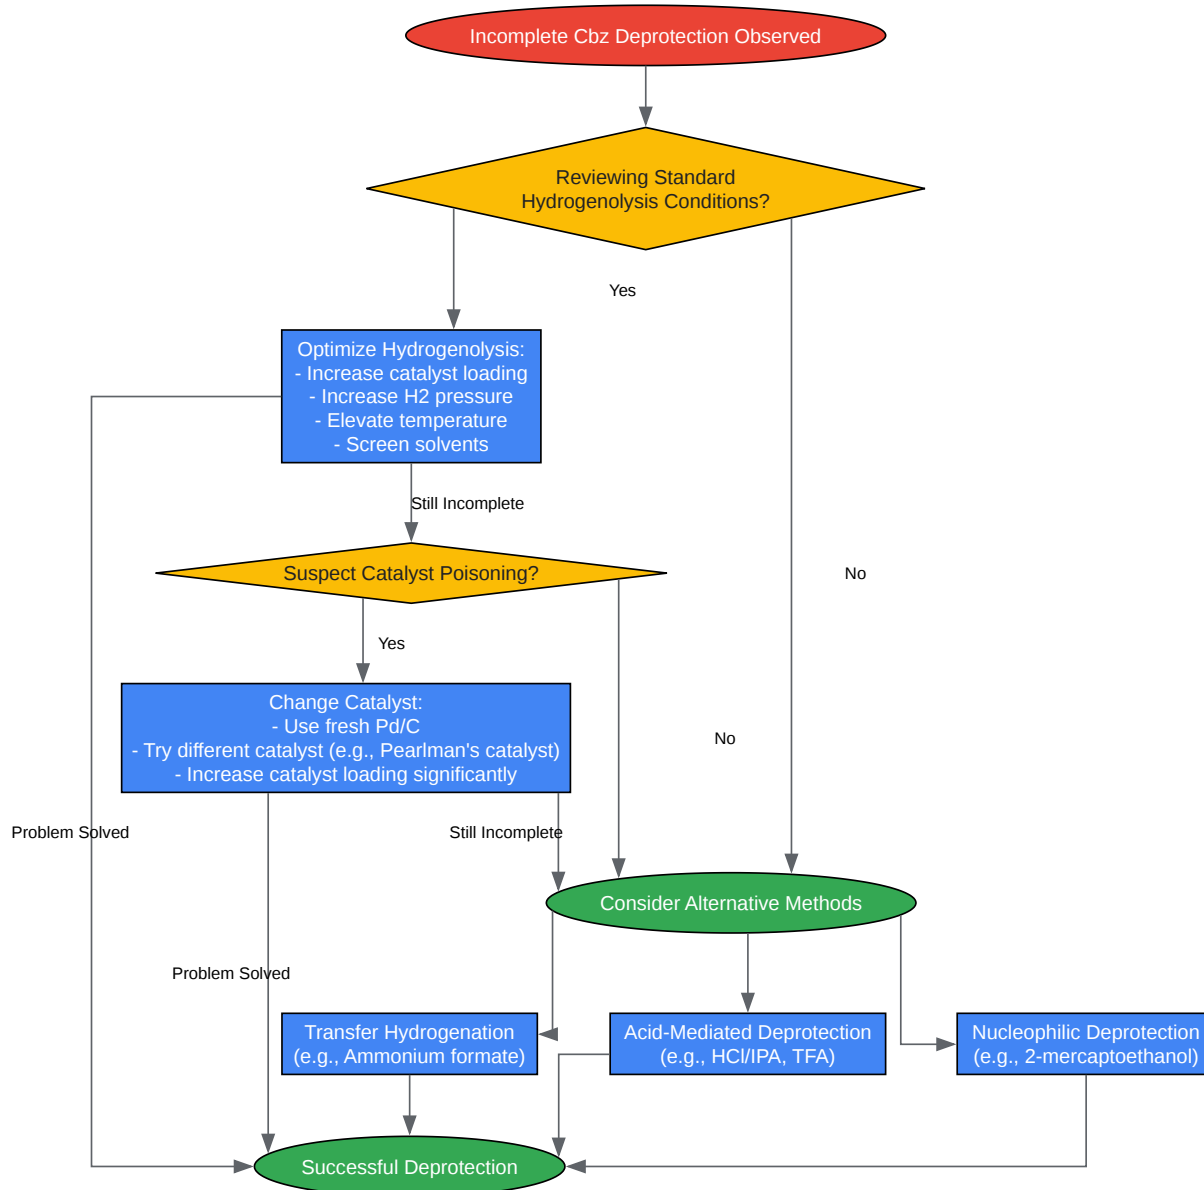 Incomplete Cbz Deprotection Observed
Reviewing Standard
Hydrogenolysis Conditions?
Yes
Optimize Hydrogenolysis:
- Increase catalyst loading
- Increase H2 pressure
- Elevate temperature
- Screen solvents
Still Incomplete
Suspect Catalyst Poisoning?
No
Yes
Change Catalyst:
- Use fresh Pd/C
- Try different catalyst (e.g., Pearlman's catalyst)
- Increase catalyst loading significantly
No
Problem Solved
Still Incomplete
Consider Alternative Methods
Problem Solved
Transfer Hydrogenation
(e.g., Ammonium formate)
Acid-Mediated Deprotection
(e.g., HCl/IPA, TFA)
Nucleophilic Deprotection
(e.g., 2-mercaptoethanol)
Successful Deprotection